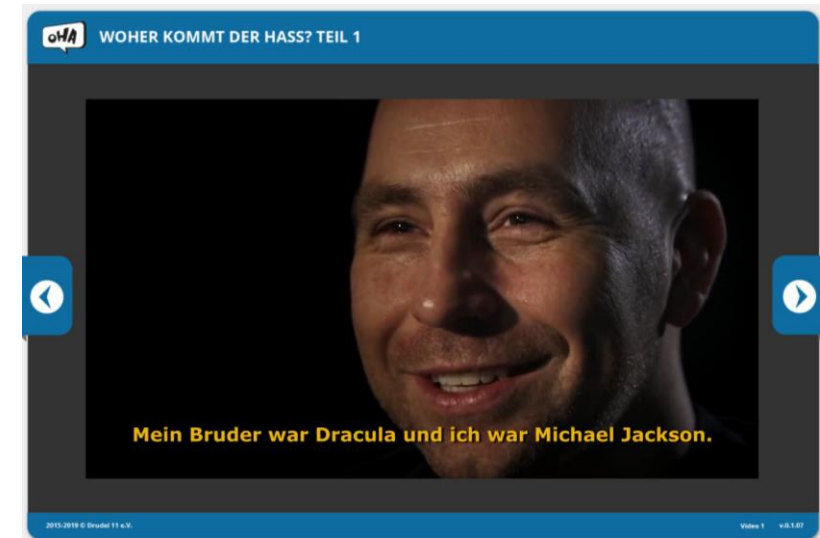 OHA
WOHER KOMMT DER HASS? TEIL 1
Mein Bruder war Dracula und ich war Michael Jackson.
2015-2019 © Drudel 11 e.V.
Video 1 v.0.1.07